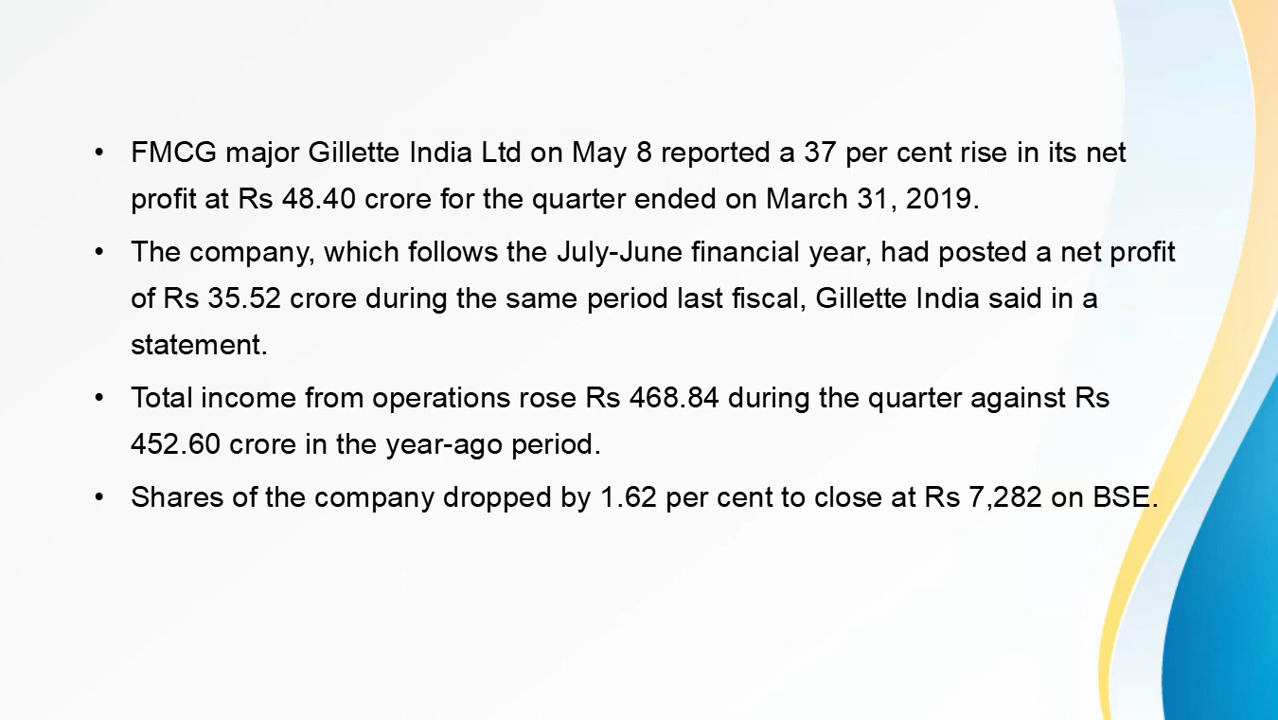 • FMCG major Gillette India Ltd on May 8 reported a 37 per cent rise in its net
profit at Rs 48.40 crore for the quarter ended on March 31, 2019.
• The company, which follows the July-June financial year, had posted a net profit
of Rs 35.52 crore during the same period last fiscal, Gillette India said in a
statement.
• Total income from operations rose Rs 468.84 during the quarter against Rs
452.60 crore in the year-ago period.
• Shares of the company dropped by 1.62 per cent to close at Rs 7,282 on BSE.